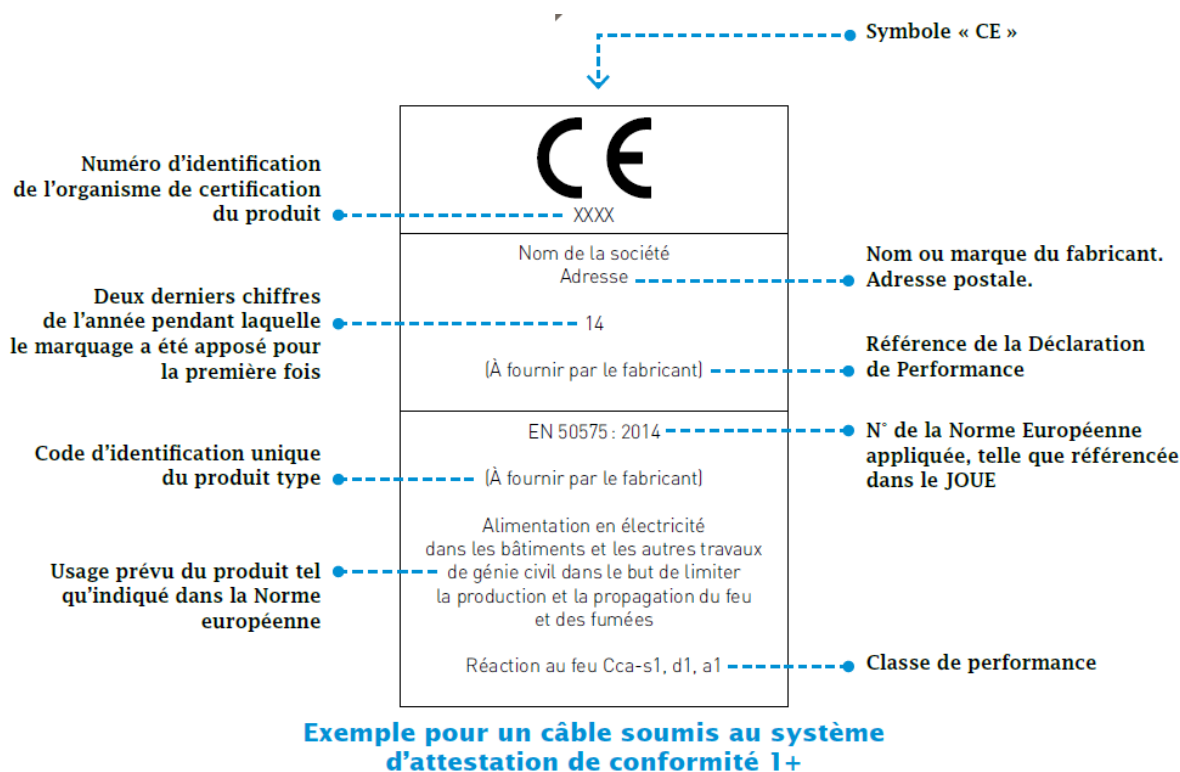 Symbole « CE »
CE
Numéro d'identification
de l'organisme de certification
du produit
XXXX
Nom de la société
Adresse
Nom ou marque du fabricant.
Adresse postale.
Deux derniers chiffres
de l'année pendant laquelle
le marquage a été apposé pour
la première fois
14
(À fournir par le fabricant)
Référence de la Déclaration
de Performance
EN 50575 : 2014
N° de la Norme Européenne
appliquée, telle que référencée
dans le JOUE
Code d'identification unique
du produit type
(À fournir par le fabricant)
Usage prévu du produit tel
qu'indiqué dans la Norme
européenne
Alimentation en électricité
dans les bâtiments et les autres travaux
de génie civil dans le but de limiter
la production et la propagation du feu
et des fumées
Réaction au feu Cca-s1, d1, a1
Classe de performance
Exemple pour un câble soumis au système
d'attestation de conformité 1+